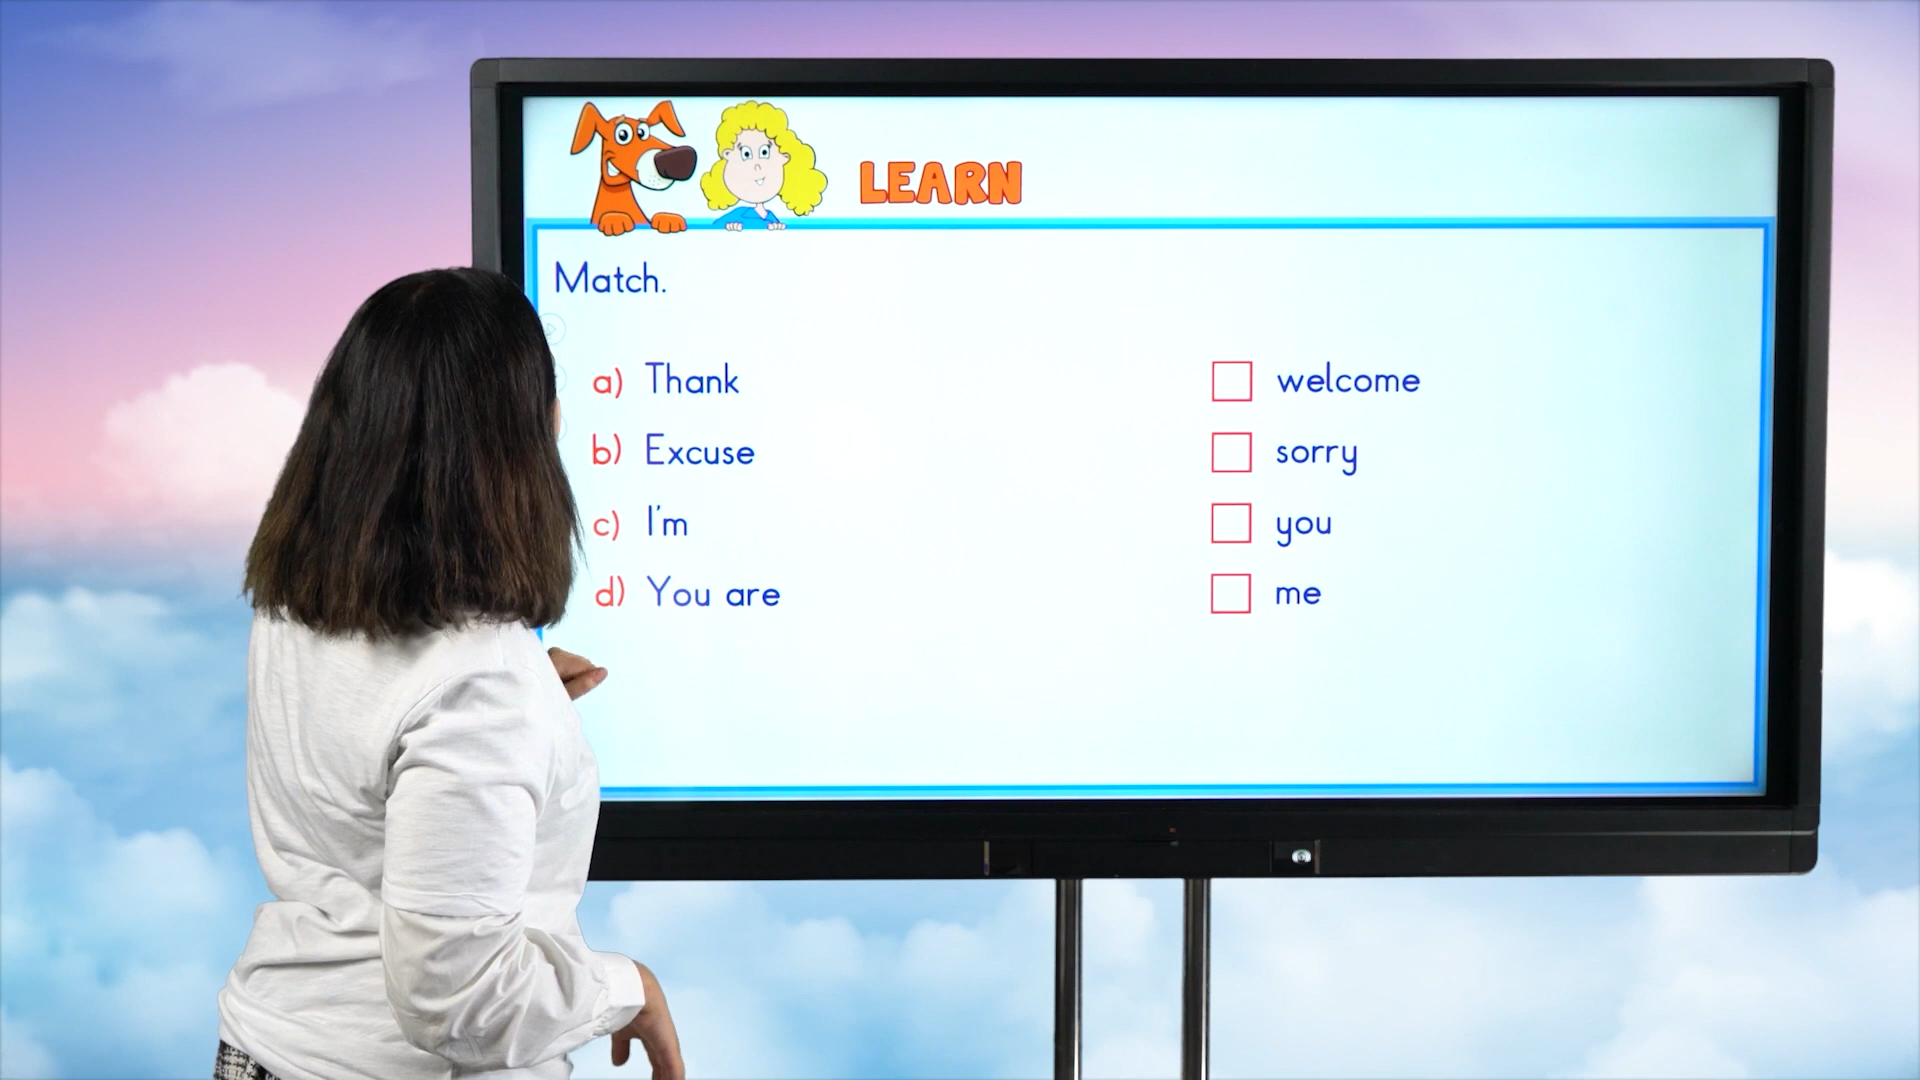 LEARN
Match.
a) Thank
welcome
b) Excuse
sorry
c) I'm
you
d) You are
me